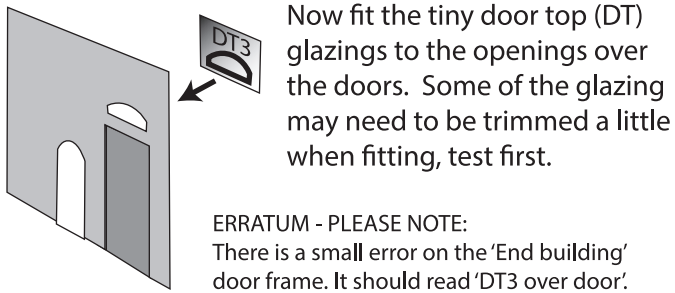 DT3
Now fit the tiny door top (DT)
glazings to the openings over
the doors.  Some of the glazing
may need to be trimmed a little
when fitting, test first.
ERRATUM - PLEASE NOTE:
There is a small error on the ‘End building’
door frame. It should read ‘DT3 over door’.